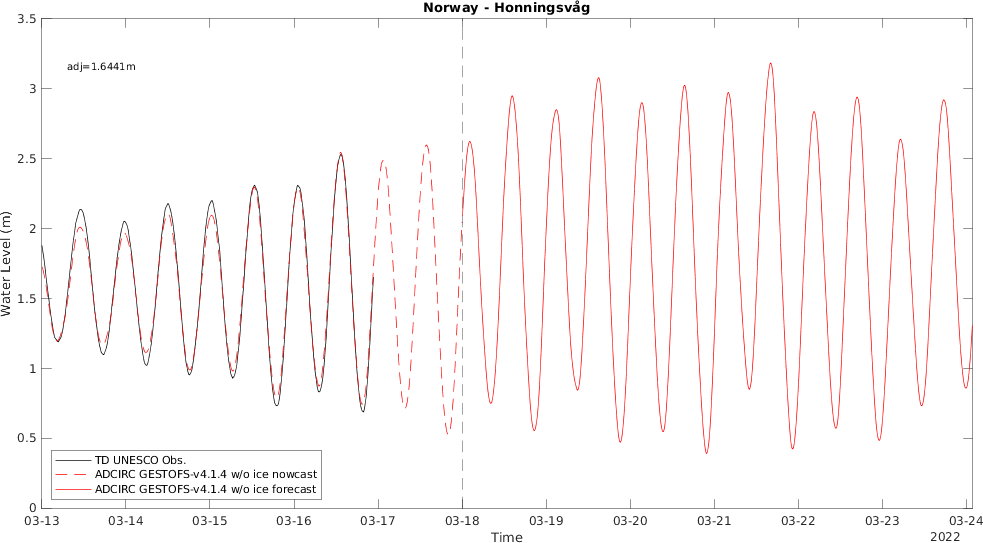 Norway - Honningsvåg
adj=1.6441m
Water Level (m)
3.5
3
2.5
2
1.5
1
0.5
0
TD UNESCO Obs.
ADCIRC GESTOFS-v4.1.4 w/o ice nowcast
ADCIRC GESTOFS-v4.1.4 w/o ice forecast
03-13 03-14 03-15 03-16 03-17 03-18 03-19 03-20 03-21 03-22 03-23 03-24
Time
2022